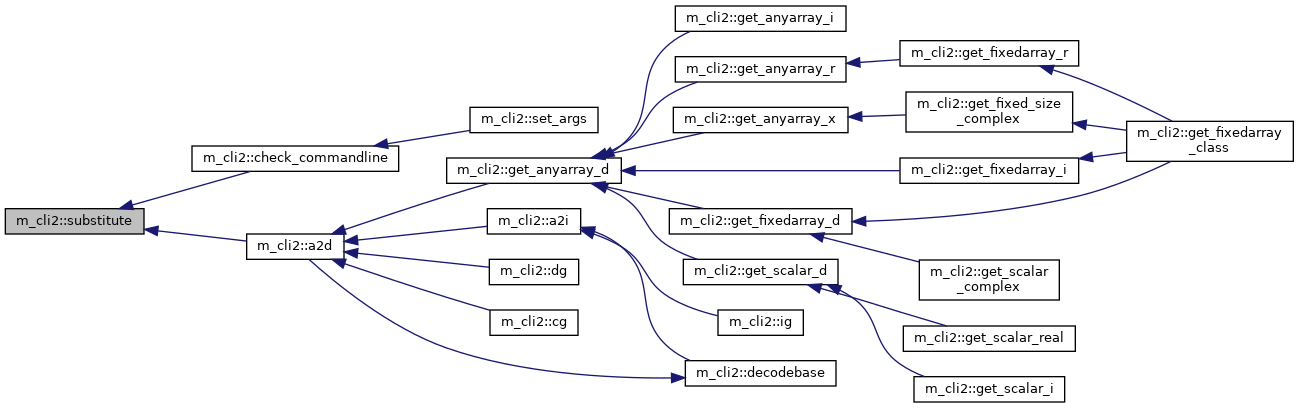 m_cli2::get_anyarray_i
m_cli2::get_fixedarray_r
m_cli2::get_anyarray_r
m_cli2::get_fixed_size
_complex
m_cli2::set_args
m_cli2::get_anyarray_x
m_cli2::get_fixedarray
_class
m_cli2::check_commandline
m_cli2::get_anyarray_d
m_cli2::get_fixedarray_i
m_cli2::substitute
m_cli2::a2i
m_cli2::get_fixedarray_d
m_cli2::a2d
m_cli2::dg
m_cli2::get_scalar_d
m_cli2::get_scalar
_complex
m_cli2::cg
m_cli2::ig
m_cli2::get_scalar_real
m_cli2::decodebase
m_cli2::get_scalar_i